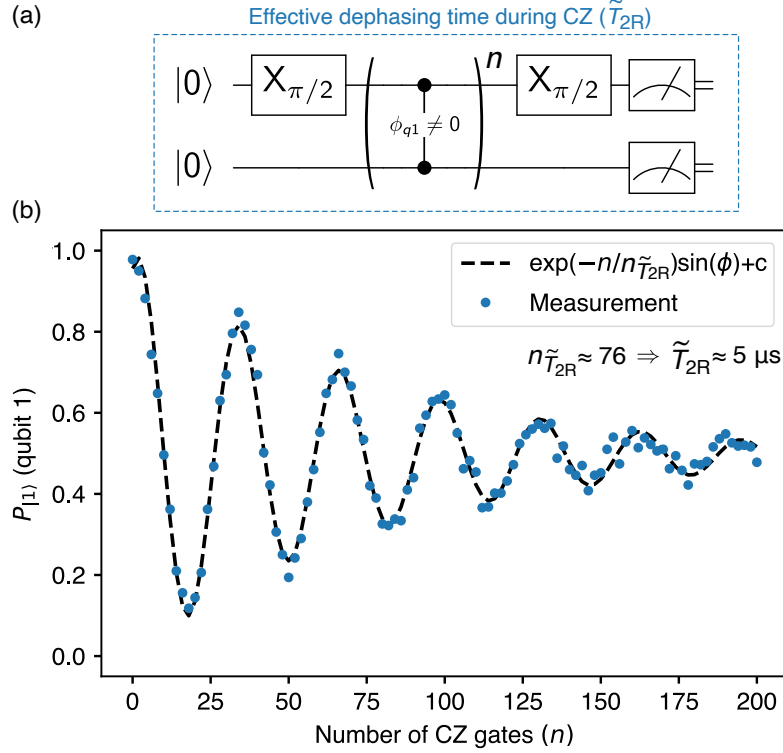 (a)
Effective dephasing time during CZ (T̃2R)
|0⟩ Xπ/2 ϕq1 ≠ 0 n Xπ/2
|0⟩
(b)
1.0
0.8
0.6
0.4
0.2
0.0
P|1⟩ (qubit 1)
exp(−n/nT̃2R)sin(ϕ)+c
Measurement
nT̃2R ≈ 76 ⇒ T̃2R ≈ 5 μs
0 25 50 75 100 125 150 175 200
Number of CZ gates (n)